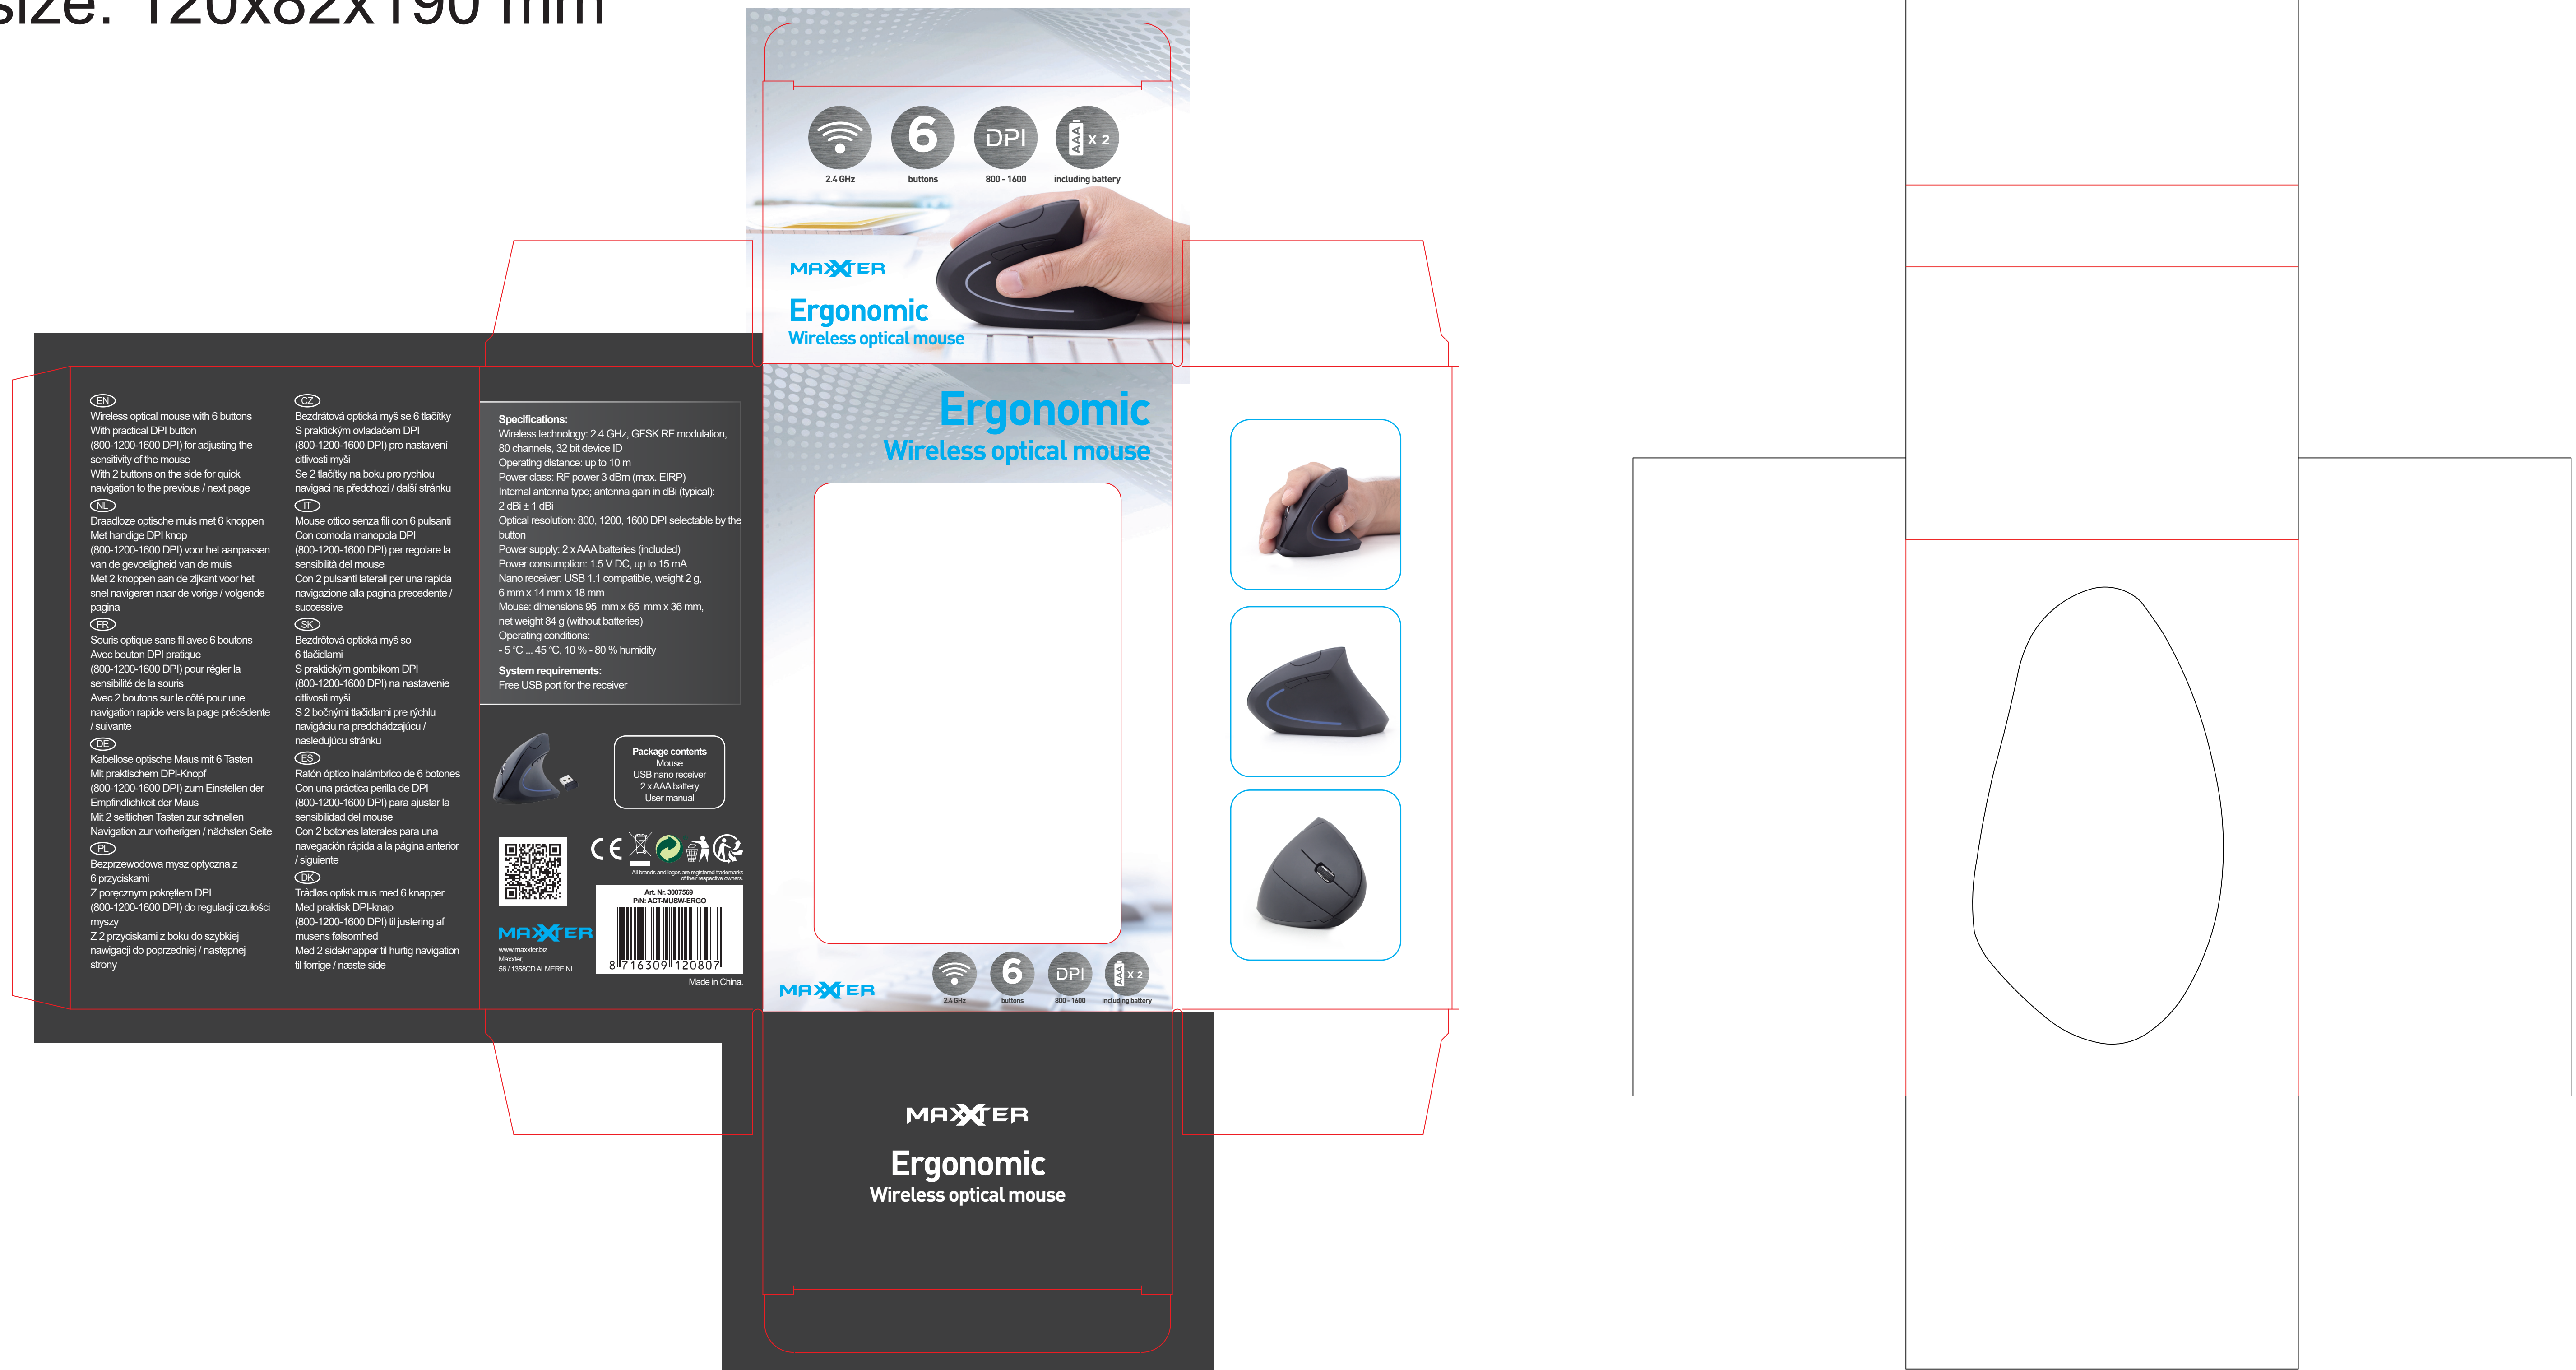 size: 120x82x190 mm
AAA X 2
6
DPI
2.4 GHz
buttons
800 - 1600
including battery
MAXXTER
Ergonomic
Wireless optical mouse
EN
Wireless optical mouse with 6 buttons
With practical DPI button
(800-1200-1600 DPI) for adjusting the
sensitivity of the mouse
With 2 buttons on the side for quick
navigation to the previous / next page
NL
Draadloze optische muis met 6 knoppen
Met handige DPI knop
(800-1200-1600 DPI) voor het aanpassen
van de gevoeligheid van de muis
Met 2 knoppen aan de zijkant voor het
snel navigeren naar de vorige / volgende
pagina
FR
Souris optique sans fil avec 6 boutons
Avec bouton DPI pratique
(800-1200-1600 DPI) pour régler la
sensibilité de la souris
Avec 2 boutons sur le côté pour une
navigation rapide vers la page précédente
/ suivante
DE
Kabellose optische Maus mit 6 Tasten
Mit praktischem DPI-Knopf
(800-1200-1600 DPI) zum Einstellen der
Empfindlichkeit der Maus
Mit 2 seitlichen Tasten zur schnellen
Navigation zur vorherigen / nächsten Seite
PL
Bezprzewodowa mysz optyczna z
6 przyciskami
Z poręcznym pokrętłem DPI
(800-1200-1600 DPI) do regulacji czułości
myszy
Z 2 przyciskami z boku do szybkiej
nawigacji do poprzedniej / następnej
strony
CZ
Bezdrátová optická myš se 6 tlačítky
S praktickým ovladačem DPI
(800-1200-1600 DPI) pro nastavení
citlivosti myši
Se 2 tlačítky na boku pro rychlou
navigaci na předchozí / další stránku
IT
Mouse ottico senza fili con 6 pulsanti
Con comoda manopola DPI
(800-1200-1600 DPI) per regolare la
sensibilità del mouse
Con 2 pulsanti laterali per una rapida
navigazione alla pagina precedente /
successive
SK
Bezdrôtová optická myš so
6 tlačidlami
S praktickým gombíkom DPI
(800-1200-1600 DPI) na nastavenie
citlivosti myši
S 2 bočnými tlačidlami pre rýchlu
navigáciu na predchádzajúcu /
nasledujúcu stránku
ES
Ratón óptico inalámbrico de 6 botones
Con una práctica perilla de DPI
(800-1200-1600 DPI) para ajustar la
sensibilidad del mouse
Con 2 botones laterales para una
navegación rápida a la página anterior
/ siguiente
DK
Trådløs optisk mus med 6 knapper
Med praktisk DPI-knap
(800-1200-1600 DPI) til justering af
musens følsomhed
Med 2 sideknapper til hurtig navigation
til forrige / næste side
Specifications:
Wireless technology: 2.4 GHz, GFSK RF modulation,
80 channels, 32 bit device ID
Operating distance: up to 10 m
Power class: RF power 3 dBm (max. EIRP)
Internal antenna type; antenna gain in dBi (typical):
2 dBi ± 1 dBi
Optical resolution: 800, 1200, 1600 DPI selectable by the
button
Power supply: 2 x AAA batteries (included)
Power consumption: 1.5 V DC, up to 15 mA
Nano receiver: USB 1.1 compatible, weight 2 g,
6 mm x 14 mm x 18 mm
Mouse: dimensions 95 mm x 65 mm x 36 mm,
net weight 84 g (without batteries)
Operating conditions:
- 5 °C ... 45 °C, 10 % - 80 % humidity
System requirements:
Free USB port for the receiver
Package contents
Mouse
USB nano receiver
2 x AAA battery
User manual
CE
All brands and logos are registered trademarks
of their respective owners.
Art. Nr. 3007569
P/N: ACT-MUSW-ERGO
8 716309 120807
MAXXTER
www.maxxter.biz
Maxxter,
56 / 1358CD ALMERE NL
Made in China.
Ergonomic
Wireless optical mouse
MAXXTER
6
DPI
AAA X 2
2.4 GHz
buttons
800 - 1600
including battery
MAXXTER
Ergonomic
Wireless optical mouse